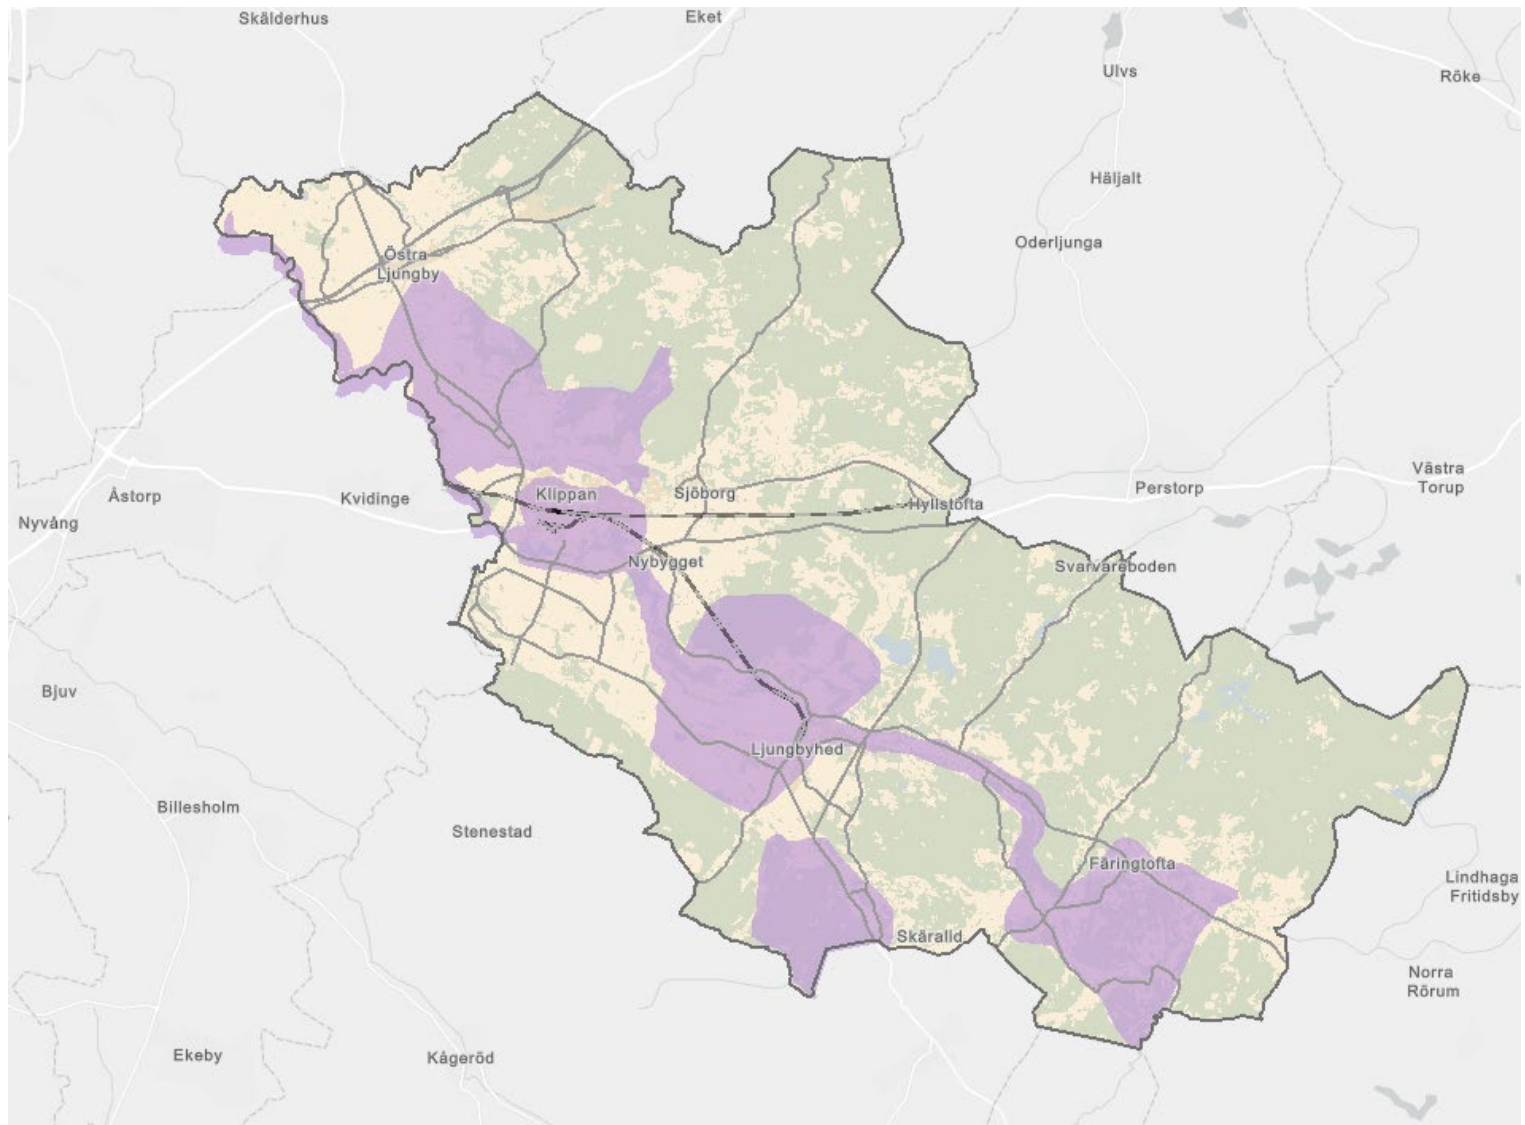 Skälderhus
Eket
Ulvs
Röke
Häljalt
Oderljunga
Östra
Ljungby
Västra
Torup
Perstorp
Åstorp
Kvidinge
Klippan
Sjöborg
Hyllstofta
Nyvång
Nybygget
Svarvareboden
Bjuv
Ljungbyhed
Billesholm
Stenestad
Färingtofta
Lindhaga
Fritidsby
Skäralid
Norra
Rörum
Ekeby
Kågeröd